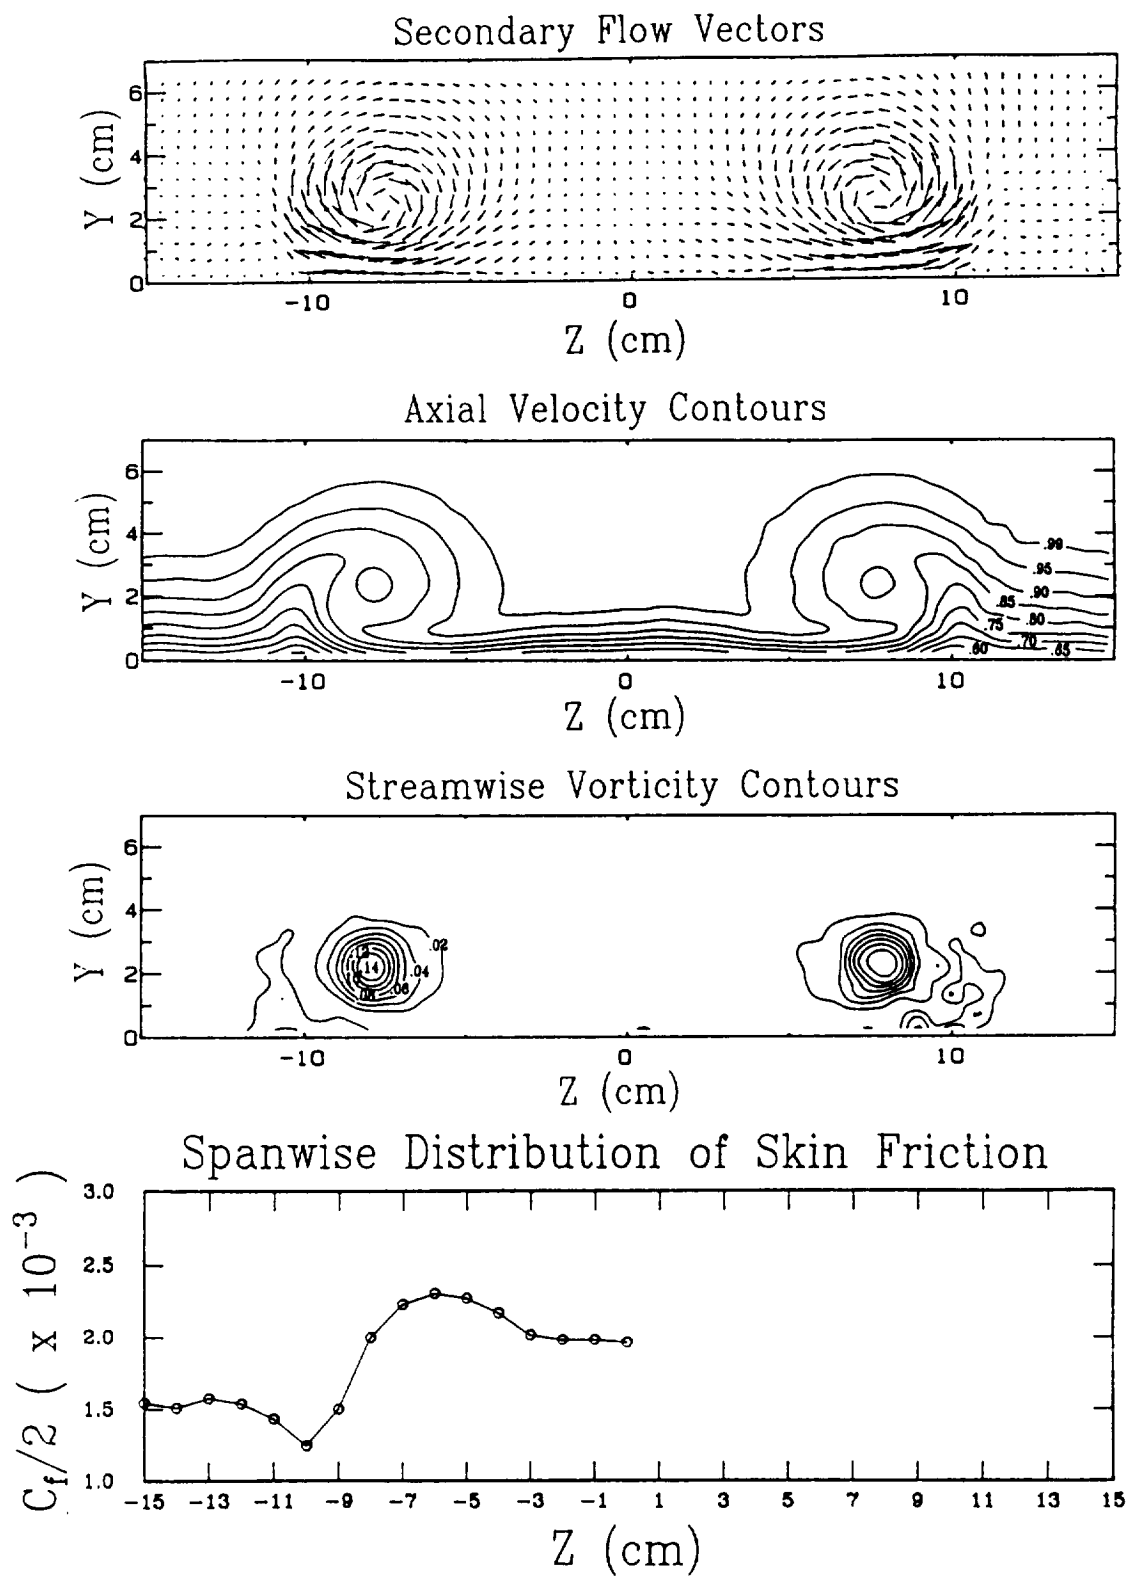 Secondary Flow Vectors
Y (cm)
6
4
2
0
-10 0 10
Z (cm)
Axial Velocity Contours
Y (cm)
6
4
2
0
.99
.95
.90
.85 .80
.75
.70
.60 .65
-10 0 10
Z (cm)
Streamwise Vorticity Contours
Y (cm)
6
4
2
0
.02
.12
.14 .04
.08 .06
-10 0 10
Z (cm)
Spanwise Distribution of Skin Friction
Cf/2 ( x 10−3 )
3.0
2.5
2.0
1.5
1.0
-15 -13 -11 -9 -7 -5 -3 -1 1 3 5 7 9 11 13 15
Z (cm)